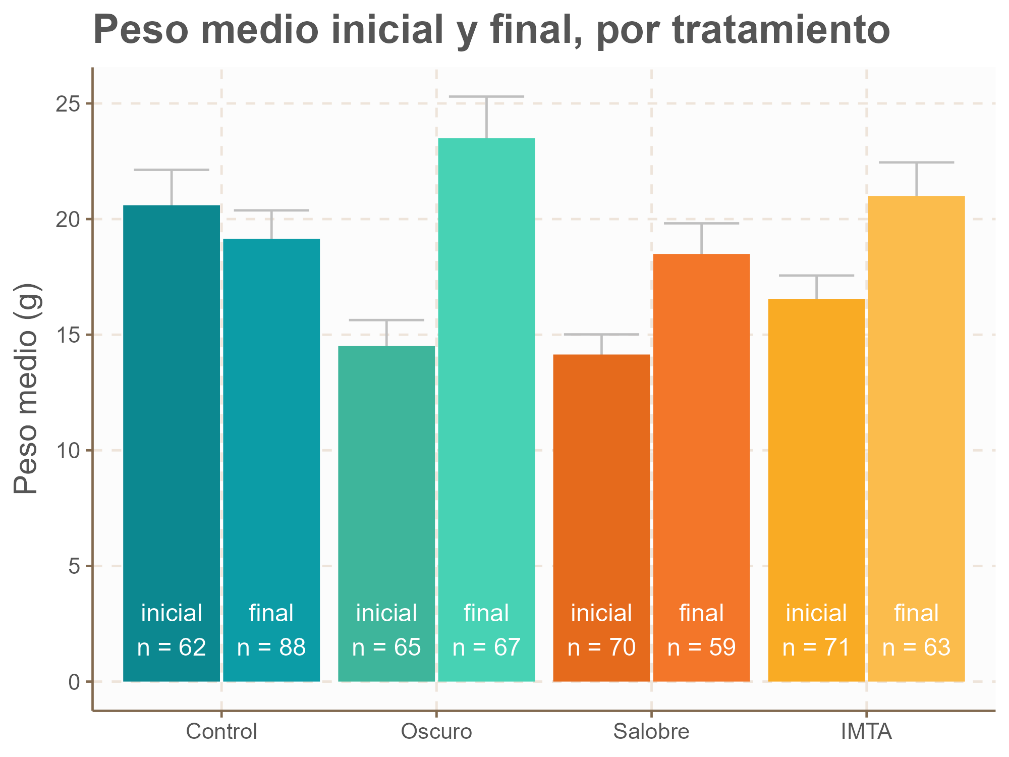 Peso medio inicial y final, por tratamiento
Peso medio (g)
25
20
15
10
5
0
inicial
n = 62
final
n = 88
inicial
n = 65
final
n = 67
inicial
n = 70
final
n = 59
inicial
n = 71
final
n = 63
Control
Oscuro
Salobre
IMTA